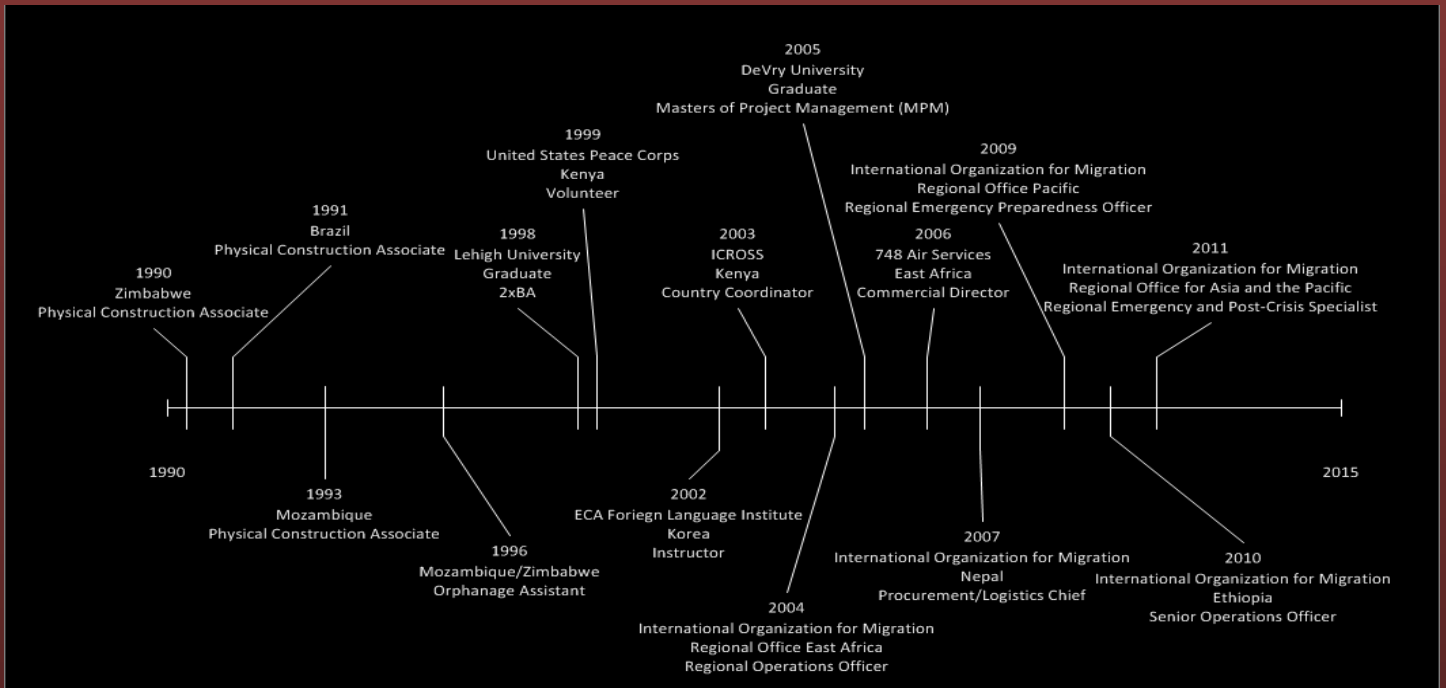 2005
DeVry University
Graduate
Masters of Project Management (MPM)
1999
United States Peace Corps
Kenya
Volunteer
2009
International Organization for Migration
Regional Office Pacific
Regional Emergency Preparedness Officer
1991
Brazil
Physical Construction Associate
1998
Lehigh University
Graduate
2xBA
2003
ICROSS
Kenya
Country Coordinator
2006
748 Air Services
East Africa
Commercial Director
2011
International Organization for Migration
Regional Office for Asia and the Pacific
Regional Emergency and Post-Crisis Specialist
1990
Zimbabwe
Physical Construction Associate
1990
2015
1993
Mozambique
Physical Construction Associate
1996
Mozambique/Zimbabwe
Orphanage Assistant
2002
ECA Foriegn Language Institute
Korea
Instructor
2004
International Organization for Migration
Regional Office East Africa
Regional Operations Officer
2007
International Organization for Migration
Nepal
Procurement/Logistics Chief
2010
International Organization for Migration
Ethiopia
Senior Operations Officer